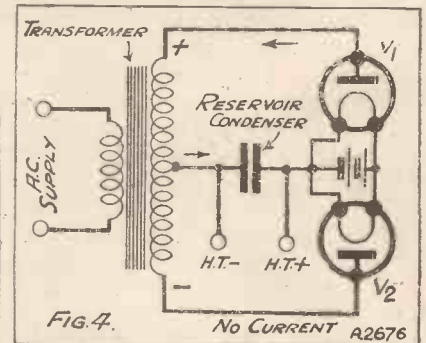 TRANSFORMER
+
V1
RESERVOIR
CONDENSER
A.C.
SUPPLY
H.T.-
H.T.+
-
V2
FIG.4.
NO CURRENT
A2676